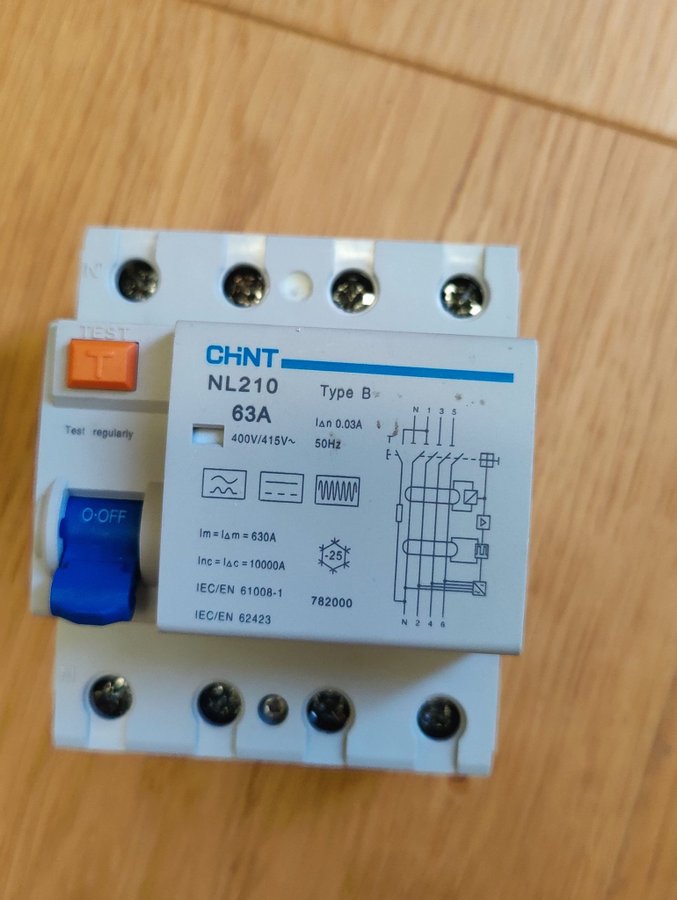 N
TEST
T
Test regularly
O·OFF
CHiNT
NL210
Type B
63A
I∆n 0.03A
400V/415V~
50Hz
Im = I∆m = 630A
Inc = I∆c = 10000A
-25
IEC/EN 61008-1
782000
IEC/EN 62423
N 1 3 5
T
N 2 4 6
N